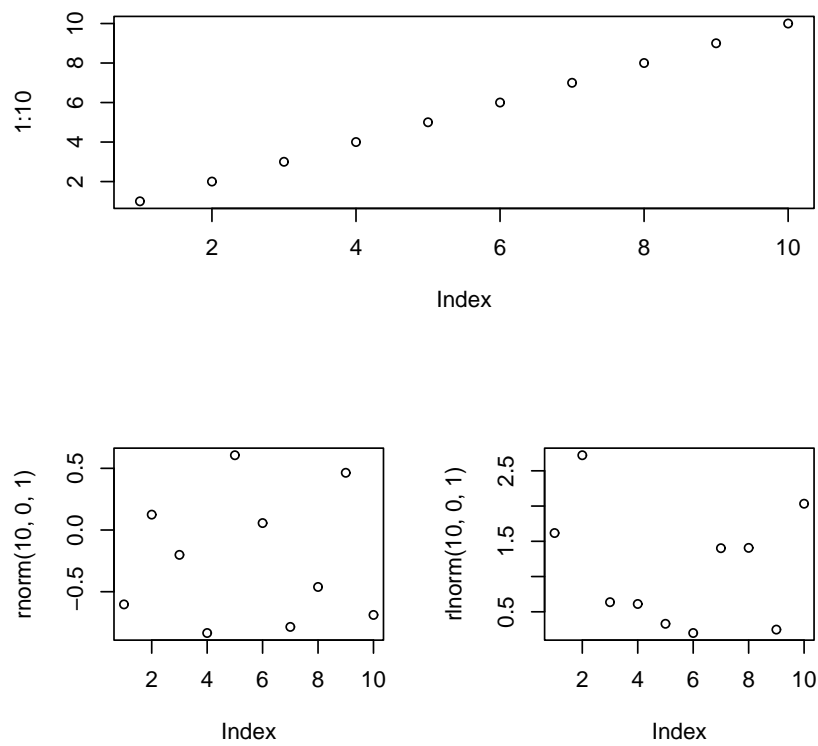 1:10
10
8
6
4
2
2 4 6 8 10
Index
rnorm(10, 0, 1)
0.5
0.0
−0.5
2 4 6 8 10
Index
rlnorm(10, 0, 1)
2.5
1.5
0.5
2 4 6 8 10
Index